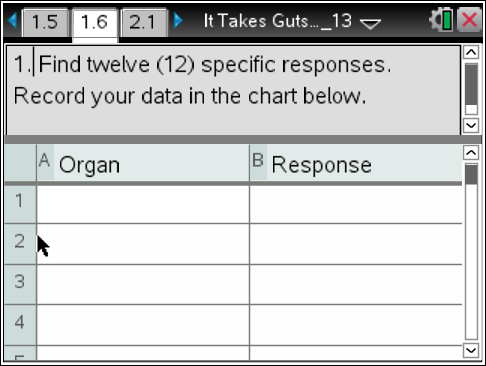 1.5 1.6 2.1 It Takes Guts..._13
1. Find twelve (12) specific responses.
Record your data in the chart below.
A Organ B Response
1
2
3
4
5